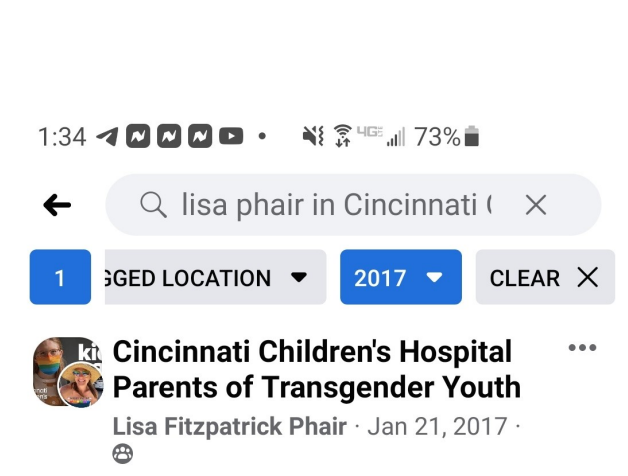 1:34 73%
lisa phair in Cincinnati
1 GGED LOCATION 2017 CLEAR
Cincinnati Children's Hospital
Parents of Transgender Youth
Lisa Fitzpatrick Phair · Jan 21, 2017 ·